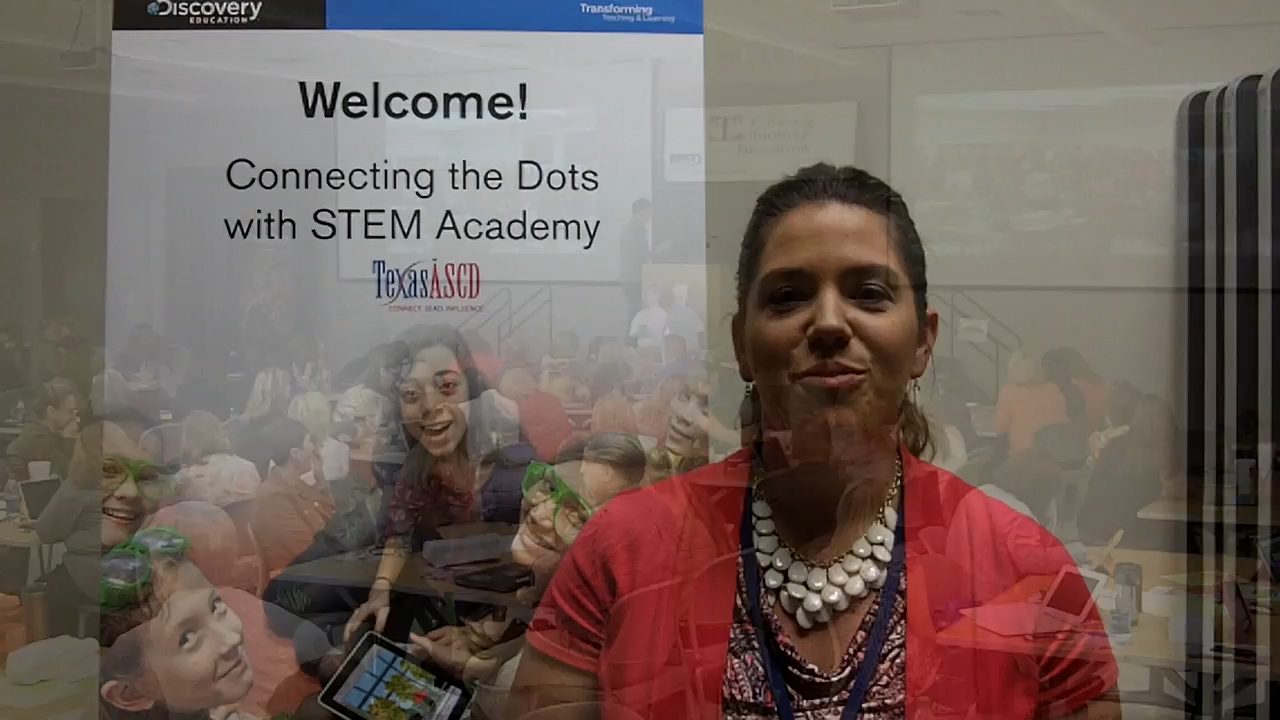 Discovery
EDUCATION
Transforming
Teaching & Learning
Welcome!
Connecting the Dots
with STEM Academy
TexasASCD
CONNECT. LEAD. INFLUENCE.